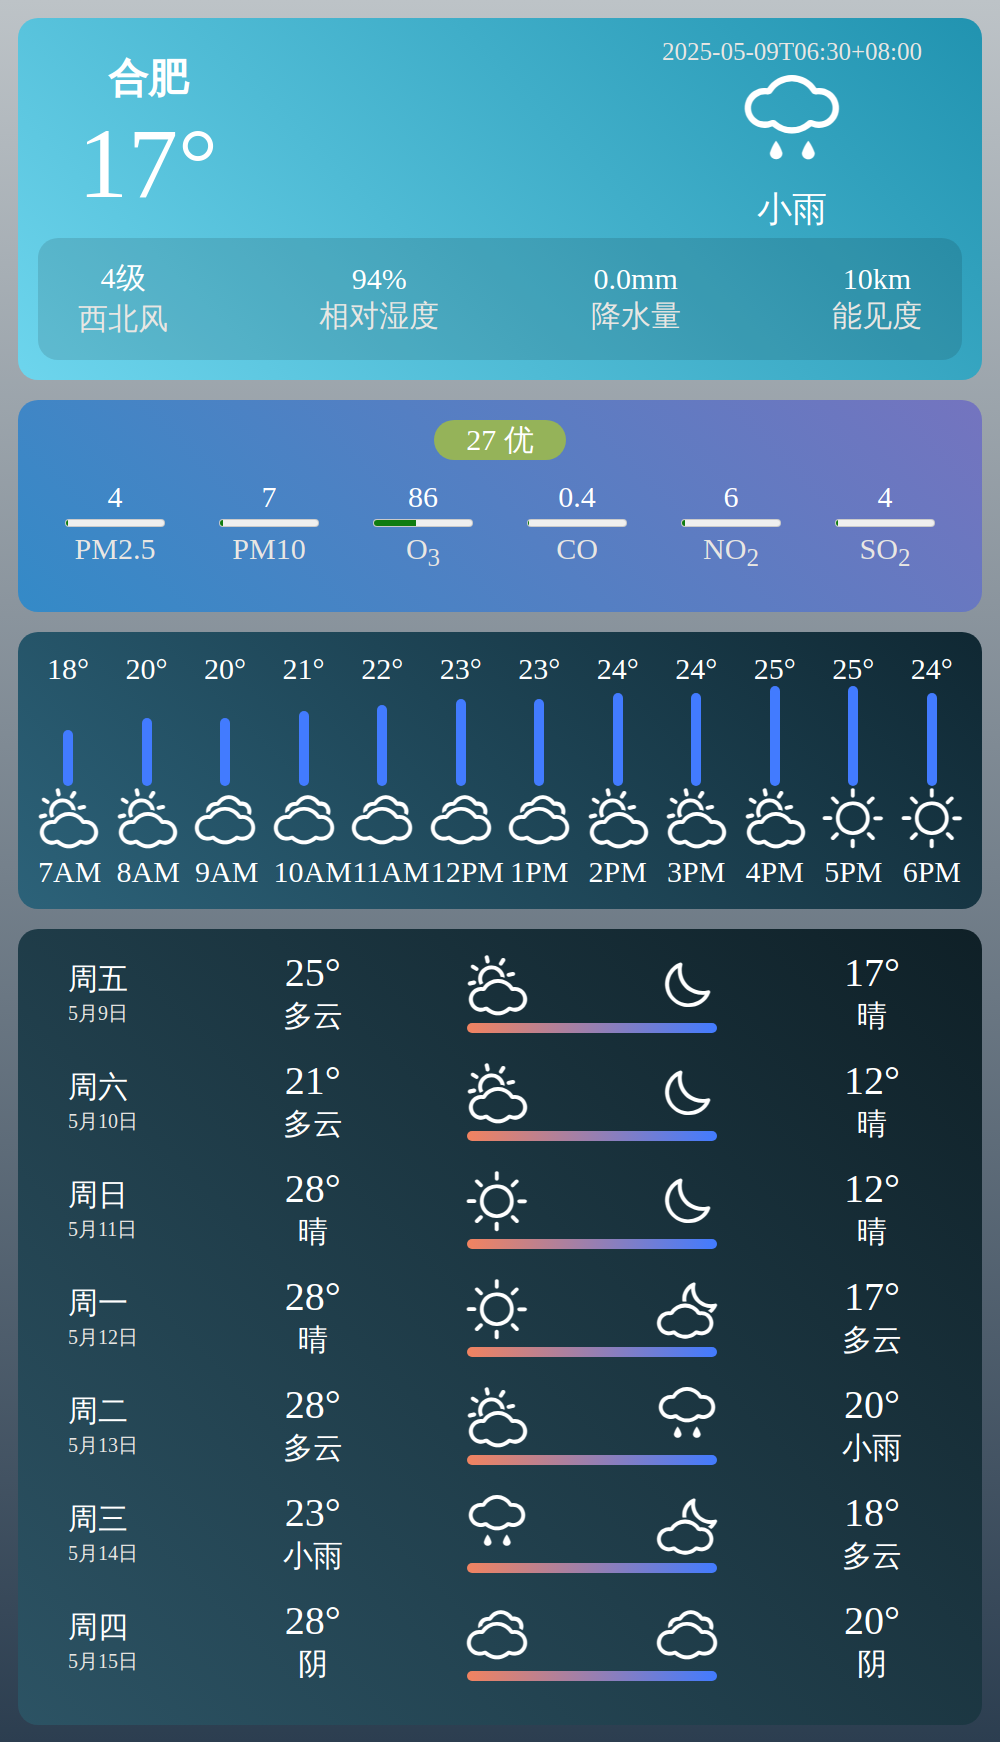 合肥
17°
2025-05-09T06:30+08:00
小雨
4级 94% 0.0mm 10km
西北风 相对湿度 降水量 能见度
27 优
4 7 86 0.4 6 4
PM2.5 PM10 O3 CO NO2 SO2
18° 20° 20° 21° 22° 23° 23° 24° 24° 25° 25° 24°
7AM 8AM 9AM 10AM 11AM 12PM 1PM 2PM 3PM 4PM 5PM 6PM
周五 25° 17°
5月9日 多云 晴
周六 21° 12°
5月10日 多云 晴
周日 28° 12°
5月11日 晴 晴
周一 28° 17°
5月12日 晴 多云
周二 28° 20°
5月13日 多云 小雨
周三 23° 18°
5月14日 小雨 多云
周四 28° 20°
5月15日 阴 阴